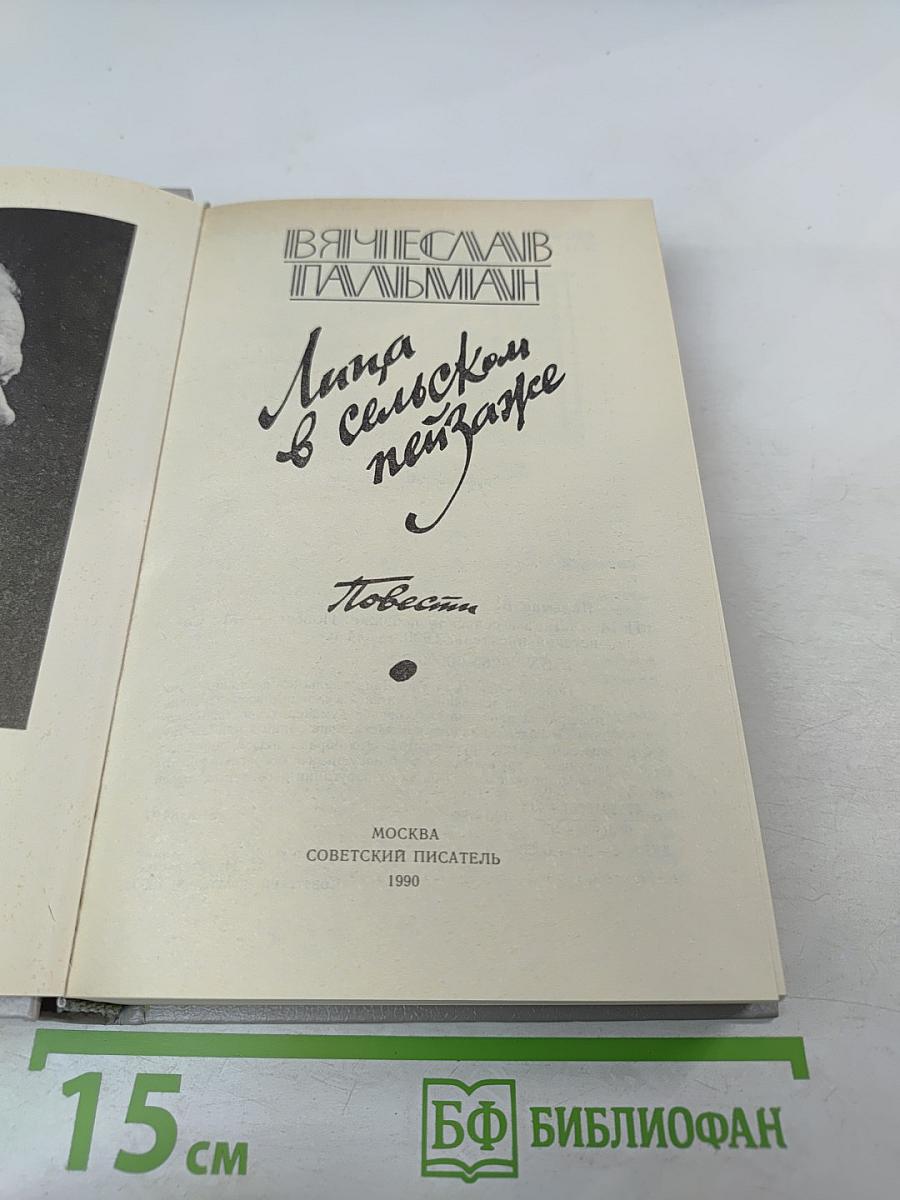 ВЯЧЕСЛАВ
ПАЛЬМАН
Лица
в сельском
пейзаже
Повести
МОСКВА
СОВЕТСКИЙ ПИСАТЕЛЬ
1990
15 см
БФ БИБЛИОФАН